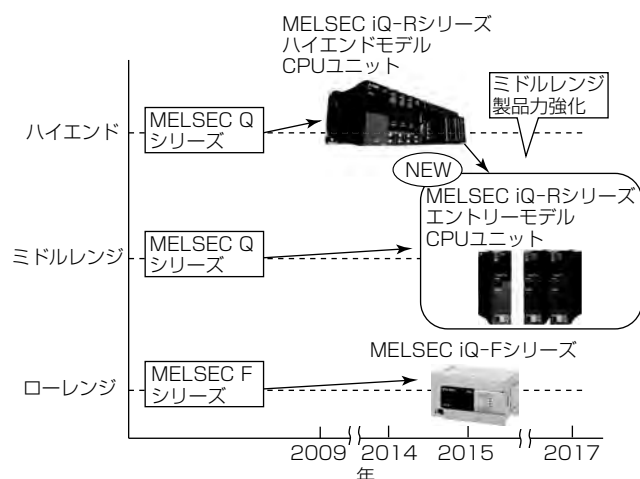 MELSEC iQ-Rシリーズ
ハイエンドモデル
CPUユニット
ミドルレンジ
製品力強化
ハイエンド
MELSEC Q
シリーズ
NEW
MELSEC iQ-Rシリーズ
エントリーモデル
CPUユニット
ミドルレンジ
MELSEC Q
シリーズ
MELSEC iQ-Fシリーズ
ローレンジ
MELSEC F
シリーズ
2009 2014 2015 2017
年